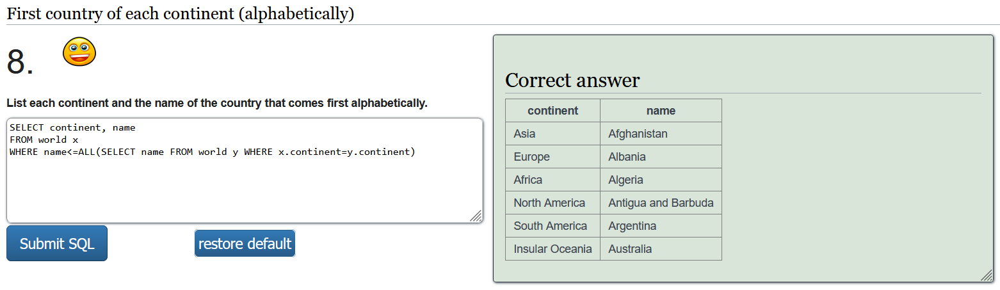 First country of each continent (alphabetically)
8.
List each continent and the name of the country that comes first alphabetically.
SELECT continent, name
FROM world x
WHERE name<=ALL(SELECT name FROM world y WHERE x.continent=y.continent)
Submit SQL
restore default
Correct answer
continent name
Asia Afghanistan
Europe Albania
Africa Algeria
North America Antigua and Barbuda
South America Argentina
Insular Oceania Australia